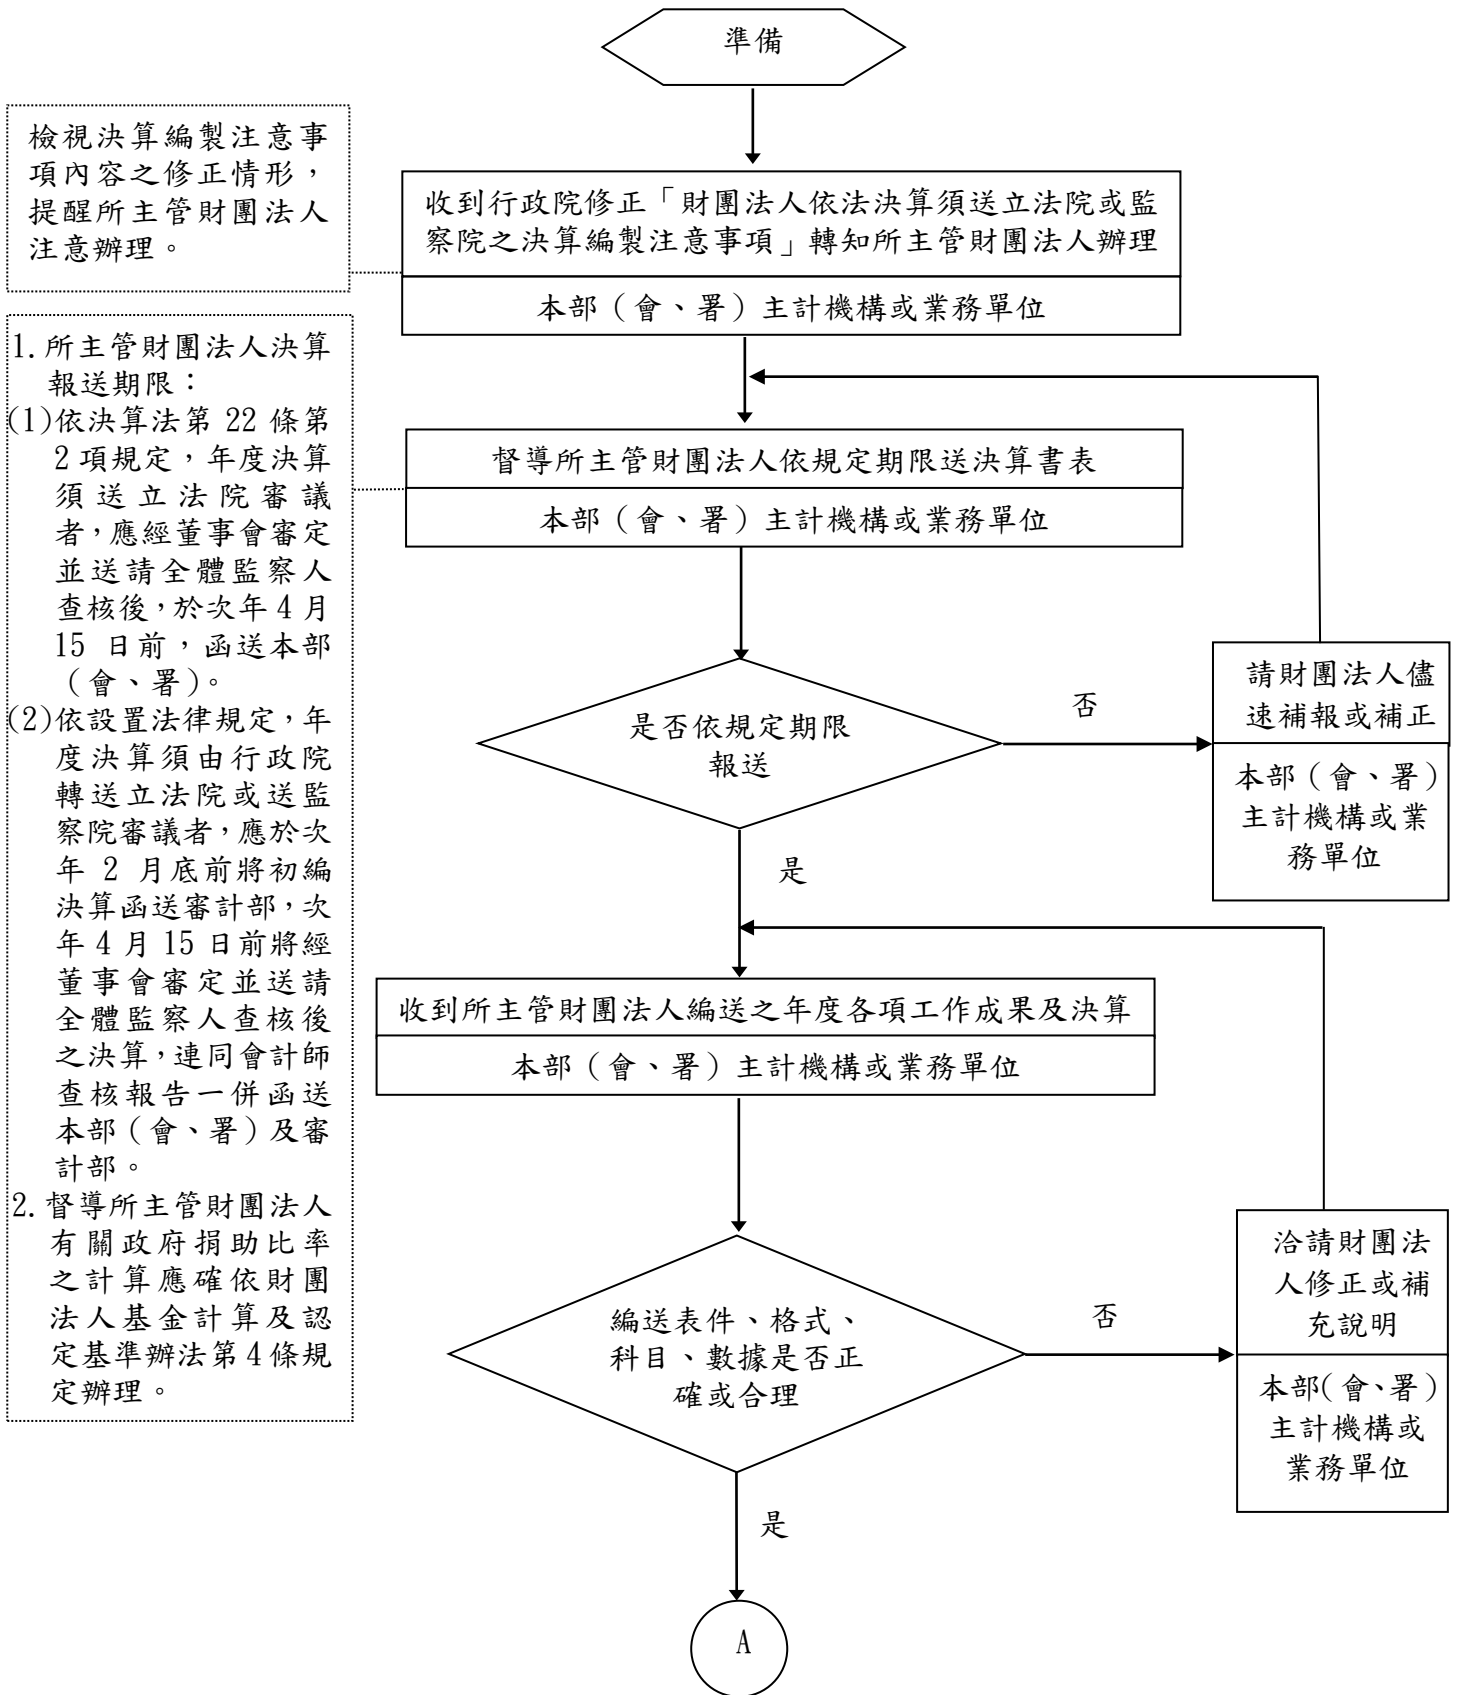 準備
檢視決算編製注意事
項內容之修正情形，
提醒所主管財團法人
注意辦理。
收到行政院修正「財團法人依法決算須送立法院或監
察院之決算編製注意事項」轉知所主管財團法人辦理
本部（會、署）主計機構或業務單位
1.所主管財團法人決算
報送期限：
(1)依決算法第 22 條第
2 項規定，年度決算
須送立法院審議
者，應經董事會審定
並送請全體監察人
查核後，於次年 4 月
15 日前，函送本部
（會、署）。
(2)依設置法律規定，年
度決算須由行政院
轉送立法院或送監
察院審議者，應於次
年 2 月底前將初編
決算函送審計部，次
年 4 月 15 日前將經
董事會審定並送請
全體監察人查核後
之決算，連同會計師
查核報告一併函送
本部（會、署）及審
計部。
2.督導所主管財團法人
有關政府捐助比率
之計算應確依財團
法人基金計算及認
定基準辦法第 4 條規
定辦理。
督導所主管財團法人依規定期限送決算書表
本部（會、署）主計機構或業務單位
是否依規定期限
報送
否
請財團法人儘
速補報或補正
本部（會、署）
主計機構或業
務單位
是
收到所主管財團法人編送之年度各項工作成果及決算
本部（會、署）主計機構或業務單位
編送表件、格式、
科目、數據是否正
確或合理
否
洽請財團法
人修正或補
充說明
本部（會、署）
主計機構或
業務單位
是
A